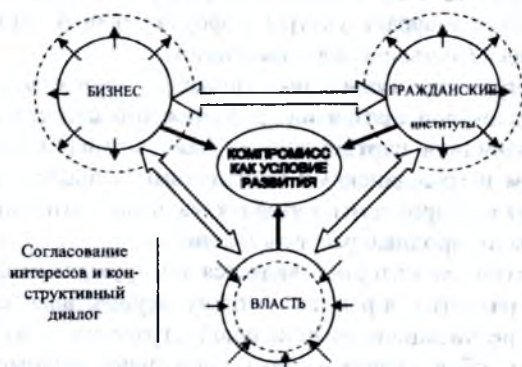 БИЗНЕС
ГРАЖДАНСКИЕ
институты
КОМПРОМИСС
КАК УСЛОВИЕ
РАЗВИТИЯ
Согласование
интересов и кон-
структивный
диалог
ВЛАСТЬ